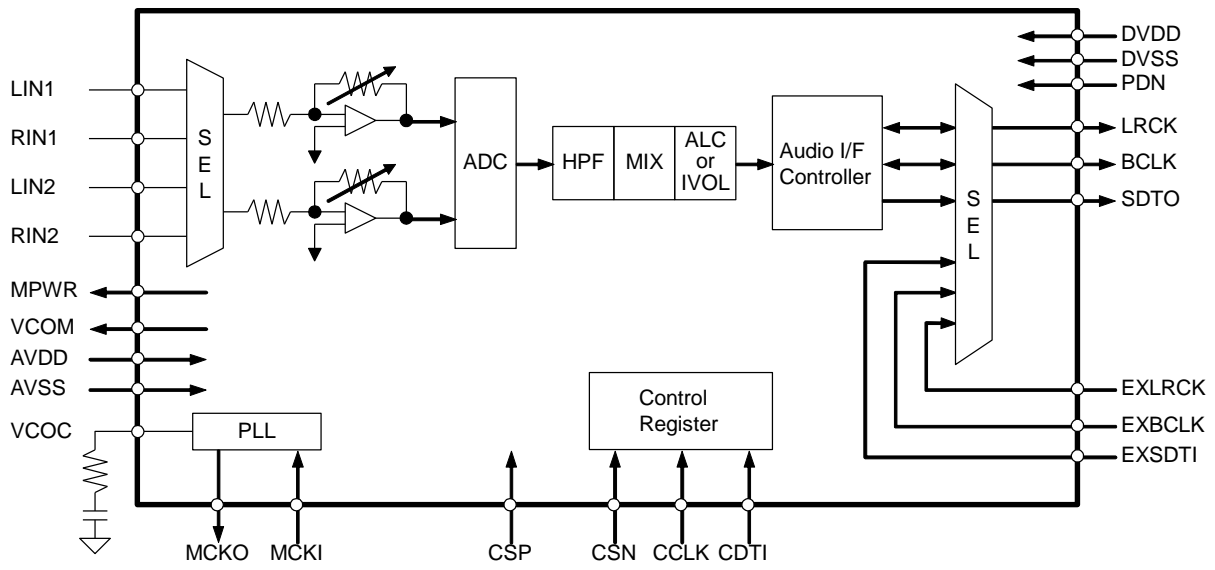 LIN1
RIN1
LIN2
RIN2
MPWR
VCOM
AVDD
AVSS
VCOC
S
E
L
ADC
HPF
MIX
ALC
or
IVOL
Audio I/F
Controller
S
E
L
DVDD
DVSS
PDN
LRCK
BCLK
SDTO
EXLRCK
EXBCLK
EXSDTI
PLL
Control
Register
MCKO
MCKI
CSP
CSN
CCLK
CDTI